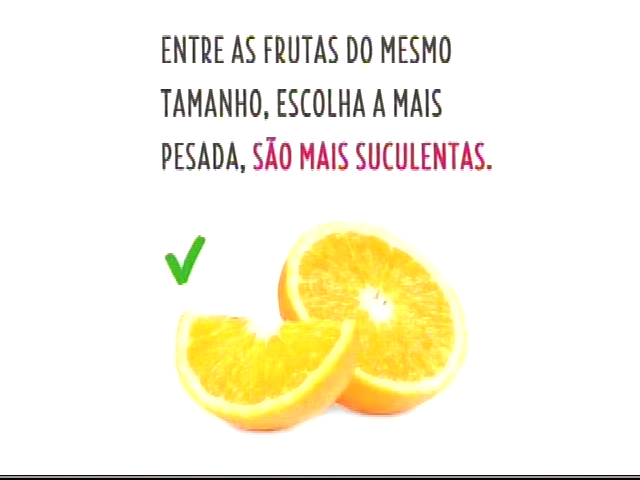 ENTRE AS FRUTAS DO MESMO
TAMANHO, ESCOLHA A MAIS
PESADA, SÃO MAIS SUCULENTAS.